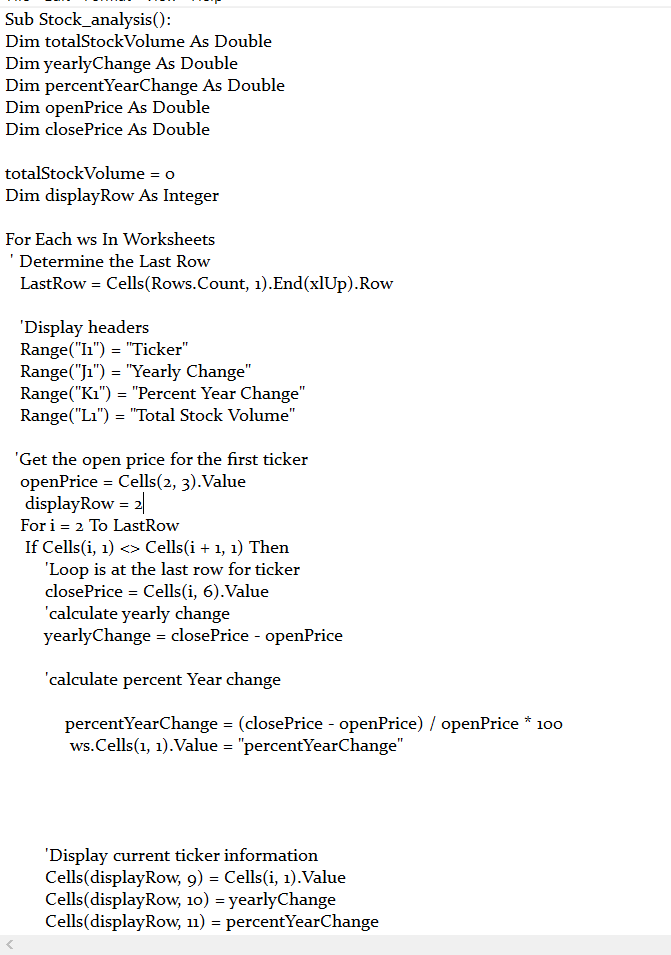 Sub Stock_analysis():
Dim totalStockVolume As Double
Dim yearlyChange As Double
Dim percentYearChange As Double
Dim openPrice As Double
Dim closePrice As Double
totalStockVolume = 0
Dim displayRow As Integer
For Each ws In Worksheets
' Determine the Last Row
LastRow = Cells(Rows.Count, 1).End(xlUp).Row
'Display headers
Range("I1") = "Ticker"
Range("J1") = "Yearly Change"
Range("K1") = "Percent Year Change"
Range("L1") = "Total Stock Volume"
'Get the open price for the first ticker
openPrice = Cells(2, 3).Value
displayRow = 2
For i = 2 To LastRow
If Cells(i, 1) <> Cells(i + 1, 1) Then
'Loop is at the last row for ticker
closePrice = Cells(i, 6).Value
'calculate yearly change
yearlyChange = closePrice - openPrice
'calculate percent Year change
percentYearChange = (closePrice - openPrice) / openPrice * 100
ws.Cells(1, 1).Value = "percentYearChange"
'Display current ticker information
Cells(displayRow, 9) = Cells(i, 1).Value
Cells(displayRow, 10) = yearlyChange
Cells(displayRow, 11) = percentYearChange